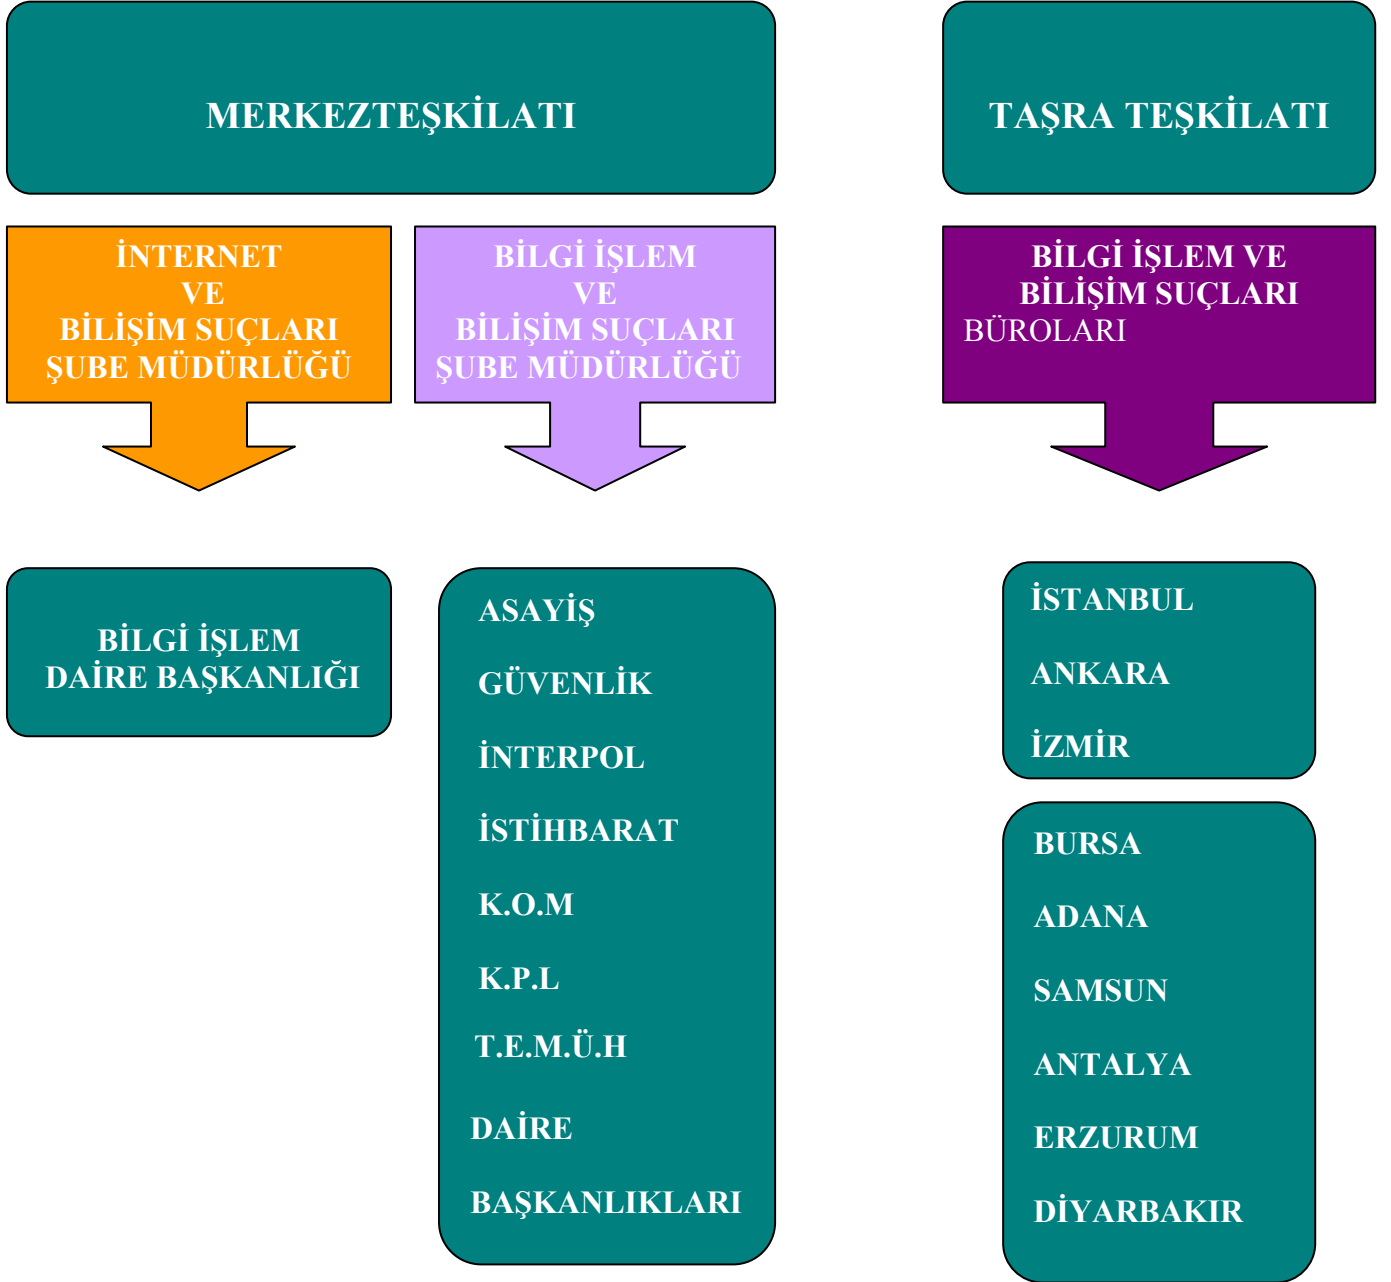 MERKEZTEŞKİLATI
TAŞRA TEŞKİLATI
İNTERNET
VE
BİLİŞİM SUÇLARI
ŞUBE MÜDÜRLÜĞÜ
BİLGİ İŞLEM
VE
BİLİŞİM SUÇLARI
ŞUBE MÜDÜRLÜĞÜ
BİLGİ İŞLEM VE
BİLİŞİM SUÇLARI
BÜROLARI
BİLGİ İŞLEM
DAİRE BAŞKANLIĞI
ASAYİŞ
GÜVENLİK
İNTERPOL
İSTİHBARAT
K.O.M
K.P.L
T.E.M.Ü.H
DAİRE
BAŞKANLIKLARI
İSTANBUL
ANKARA
İZMİR
BURSA
ADANA
SAMSUN
ANTALYA
ERZURUM
DİYARBAKIR